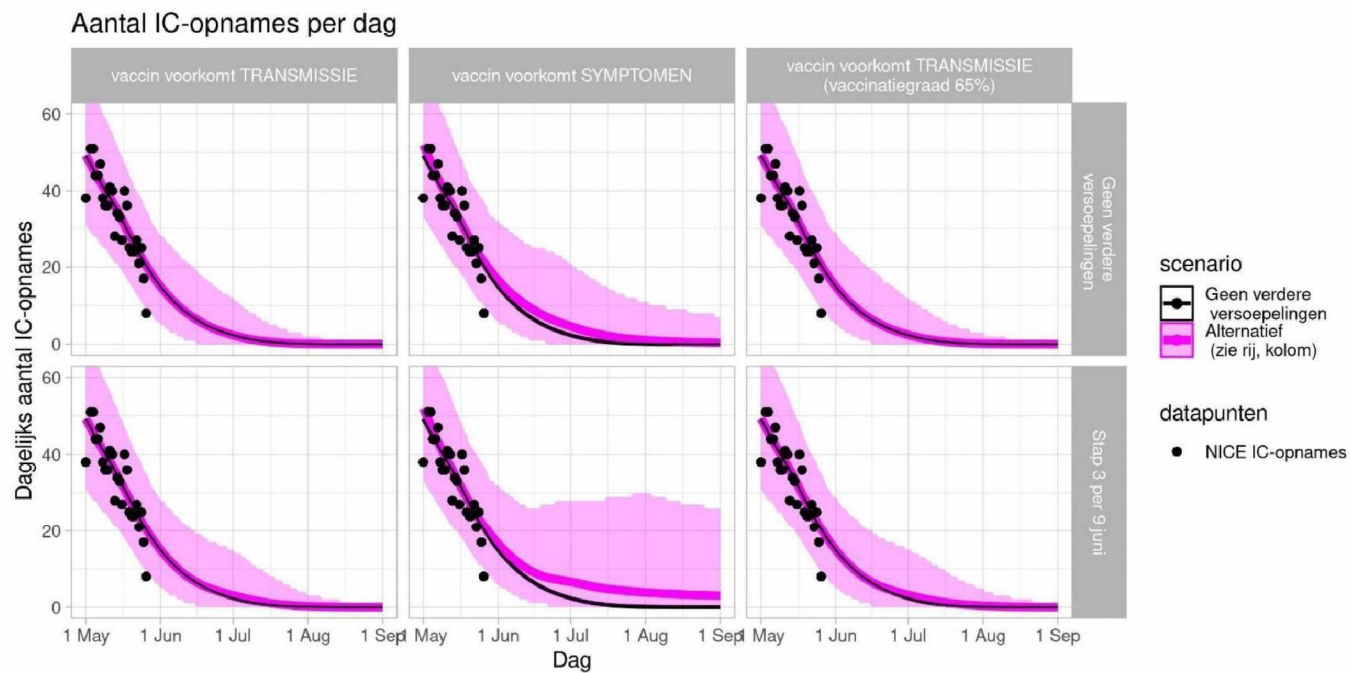 Aantal IC-opnames per dag
vaccin voorkomt TRANSMISSIE
vaccin voorkomt SYMPTOMEN
vaccin voorkomt TRANSMISSIE
(vaccinatiegraad 65%)
Dagelijks aantal IC-opnames
60
40
20
0
Geen verdere
versoepelingen
60
40
20
0
Stap 3 per 9 juni
1 May 1 Jun 1 Jul 1 Aug 1 Sep
1 May 1 Jun 1 Jul 1 Aug 1 Sep
1 May 1 Jun 1 Jul 1 Aug 1 Sep
Dag
scenario
Geen verdere
versoepelingen
Alternatief
(zie rij, kolom)
datapunten
NICE IC-opnames